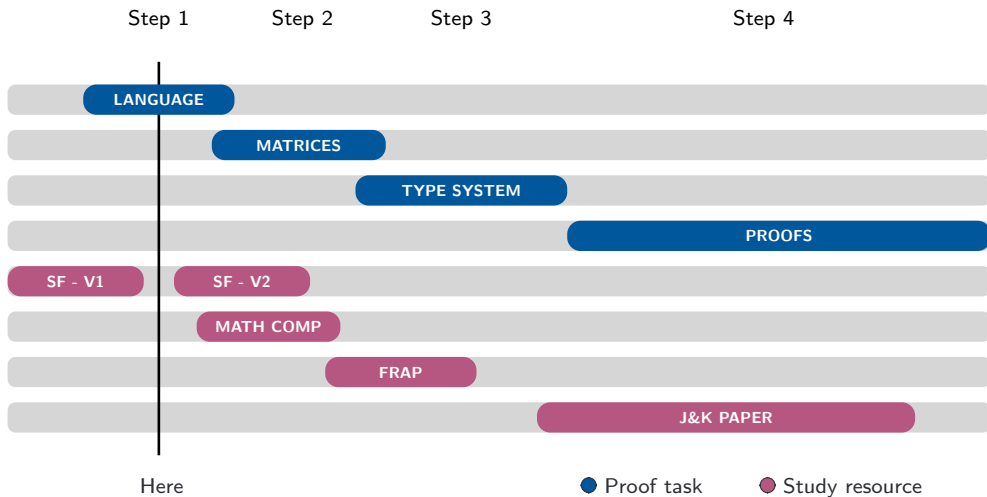 Step 1 Step 2 Step 3 Step 4
LANGUAGE
MATRICES
TYPE SYSTEM
PROOFS
SF - V1 SF - V2
MATH COMP
FRAP
J&K PAPER
Here Proof task Study resource